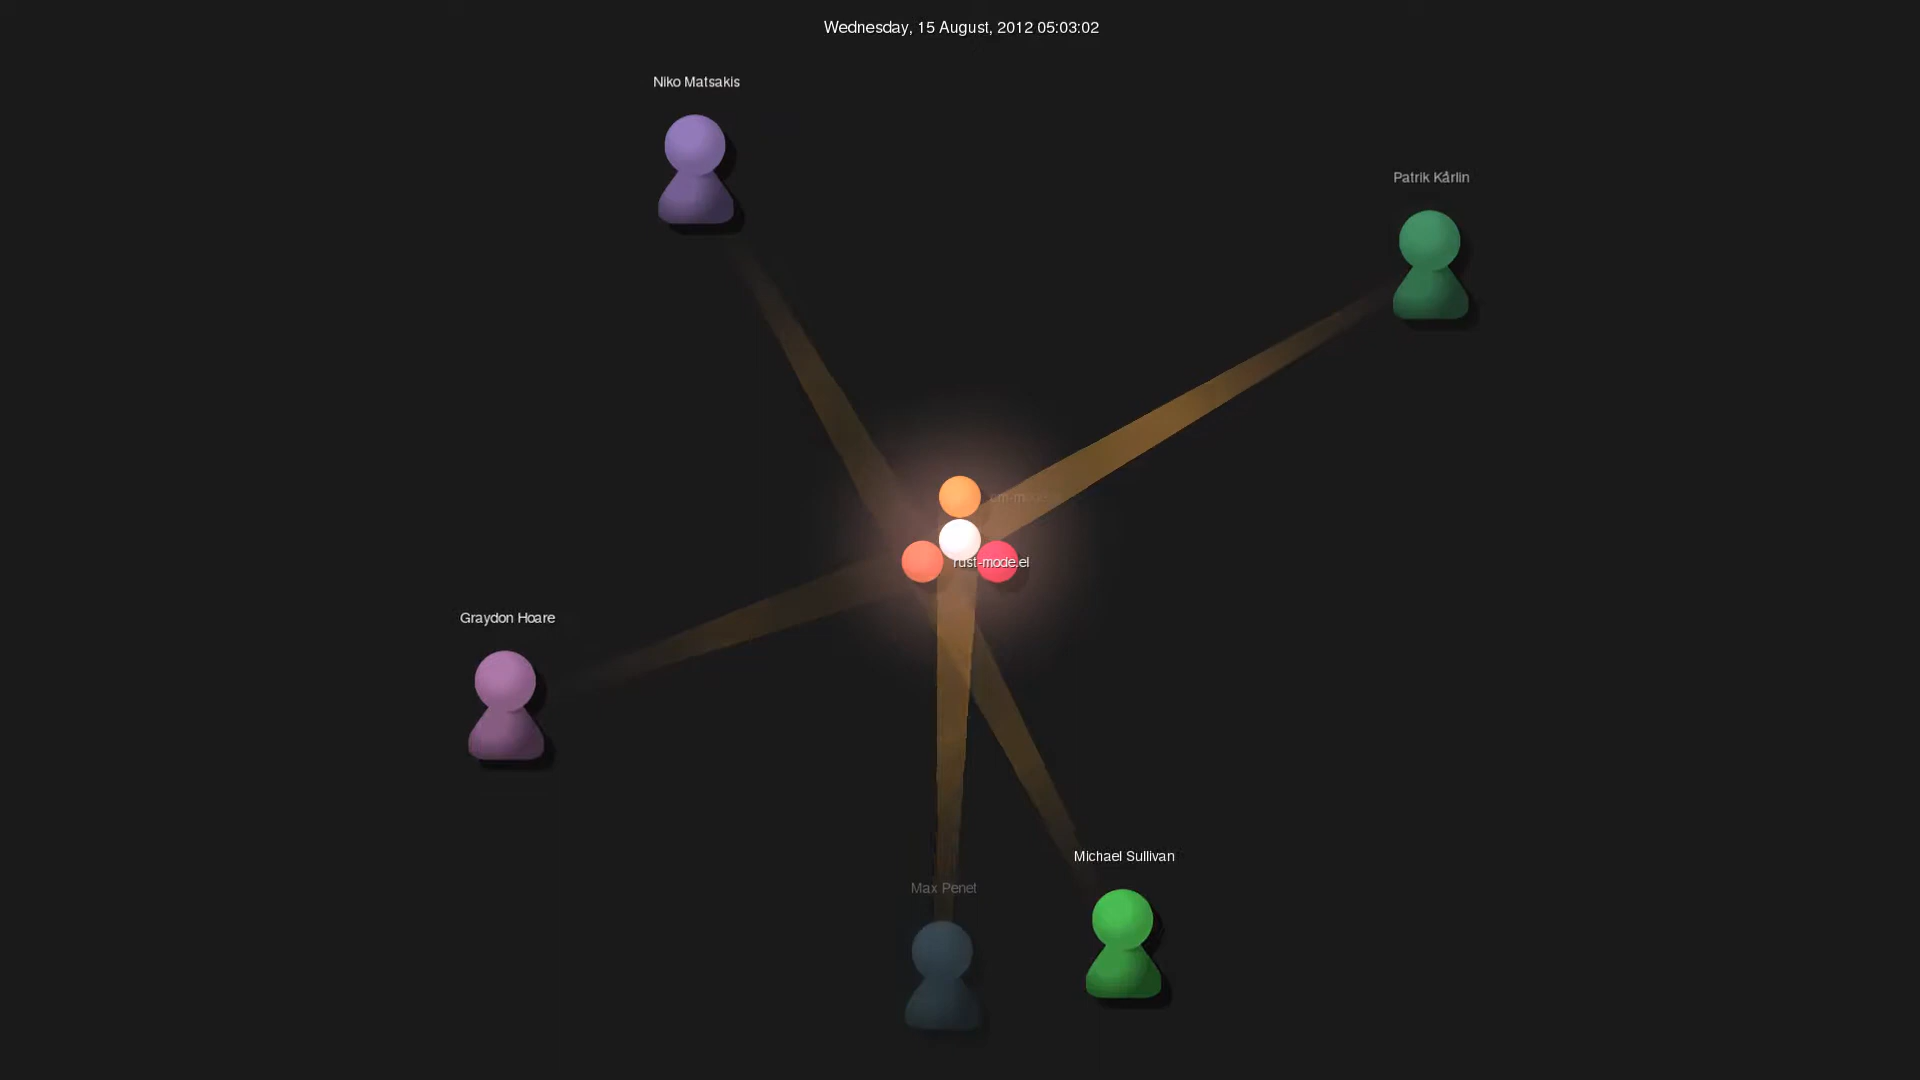 Wednesday, 15 August, 2012 05:03:02
Niko Matsakis
Patrik Kårlin
rust-mode.el
Graydon Hoare
Michael Sullivan
Max Penet